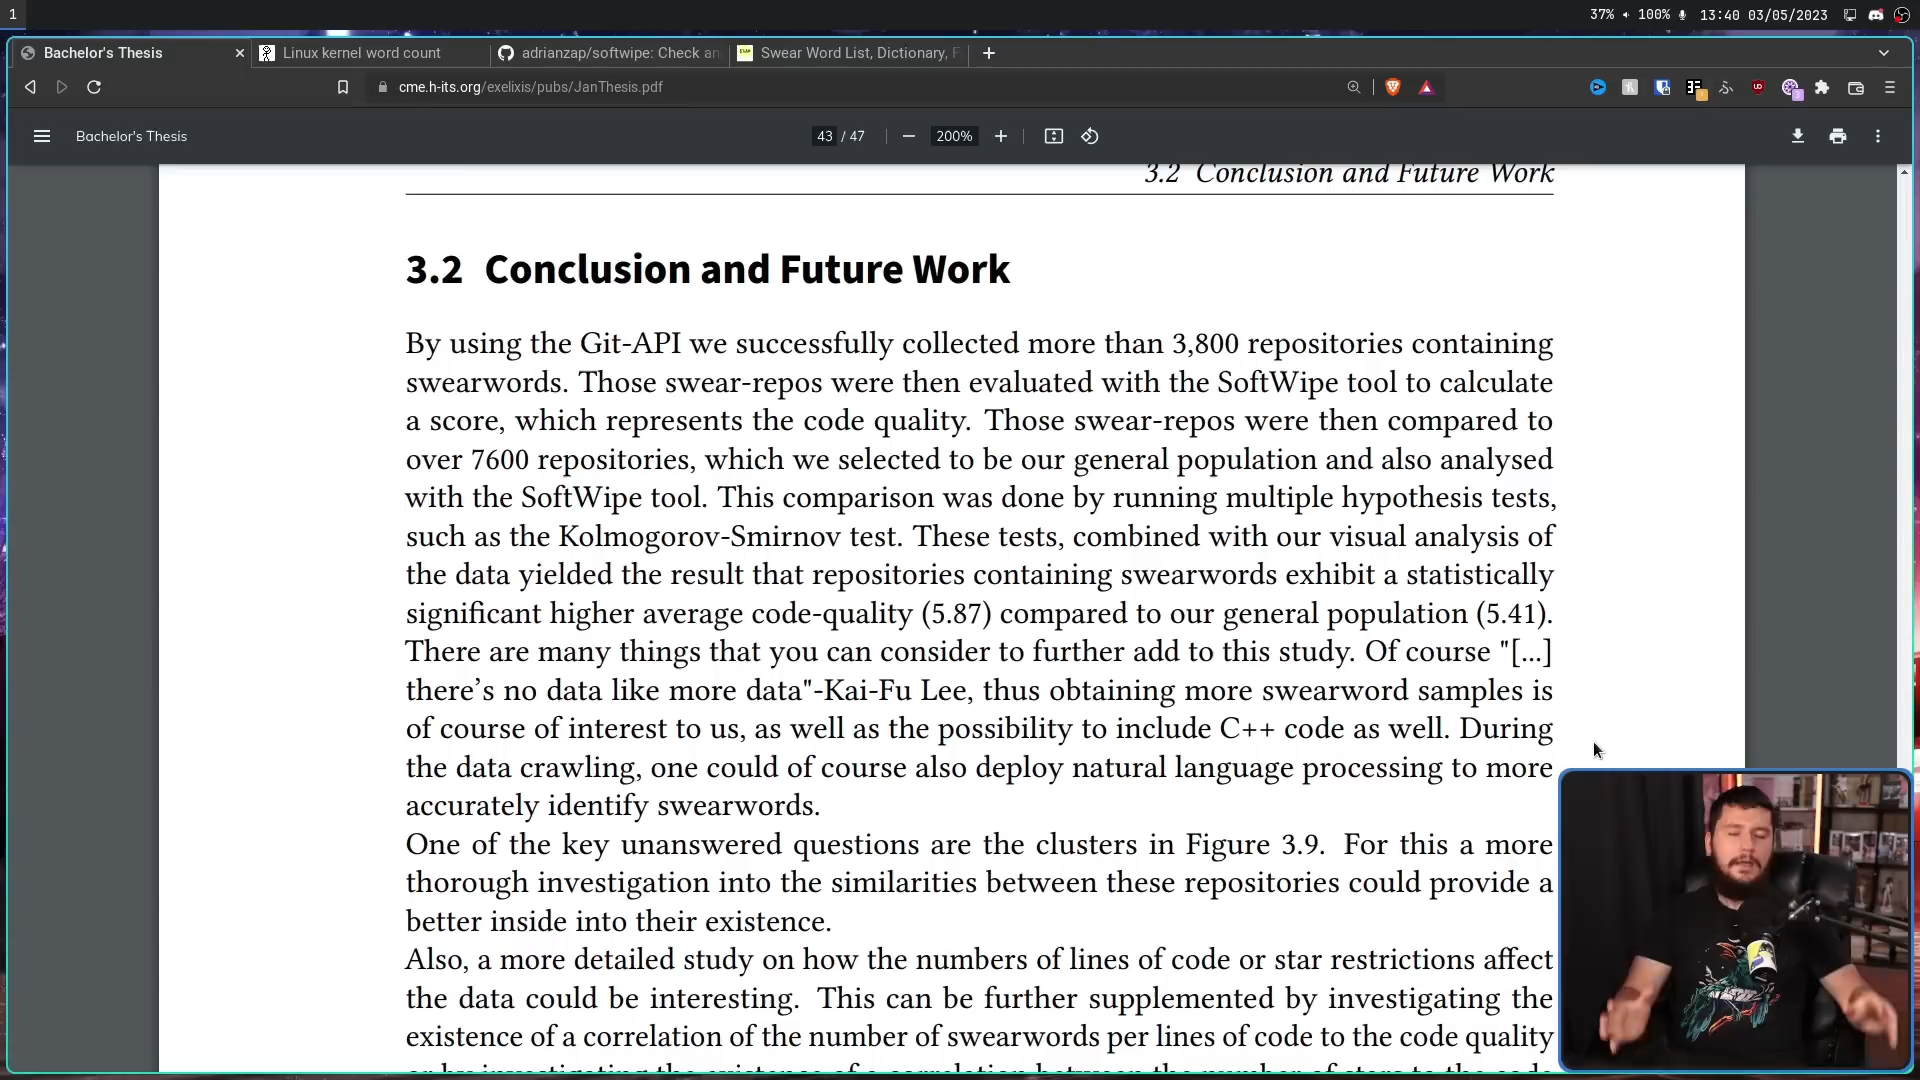 1
37% 100% 13:40 03/05/2023
Bachelor's Thesis
Linux kernel word count
adrianzap/softwipe: Check an
Swear Word List, Dictionary, F
cme.h-its.org/exelixis/pubs/JanThesis.pdf
Bachelor's Thesis
43 / 47
200%
3.2 Conclusion and Future Work
3.2 Conclusion and Future Work
By using the Git-API we successfully collected more than 3,800 repositories containing
swearwords. Those swear-repos were then evaluated with the SoftWipe tool to calculate
a score, which represents the code quality. Those swear-repos were then compared to
over 7600 repositories, which we selected to be our general population and also analysed
with the SoftWipe tool. This comparison was done by running multiple hypothesis tests,
such as the Kolmogorov-Smirnov test. These tests, combined with our visual analysis of
the data yielded the result that repositories containing swearwords exhibit a statistically
significant higher average code-quality (5.87) compared to our general population (5.41).
There are many things that you can consider to further add to this study. Of course "[...]
there's no data like more data"-Kai-Fu Lee, thus obtaining more swearword samples is
of course of interest to us, as well as the possibility to include C++ code as well. During
the data crawling, one could of course also deploy natural language processing to more
accurately identify swearwords.
One of the key unanswered questions are the clusters in Figure 3.9. For this a more
thorough investigation into the similarities between these repositories could provide a
better inside into their existence.
Also, a more detailed study on how the numbers of lines of code or star restrictions affect
the data could be interesting. This can be further supplemented by investigating the
existence of a correlation of the number of swearwords per lines of code to the code quality
or by investigating the existence of a correlation between the number of stars to the code